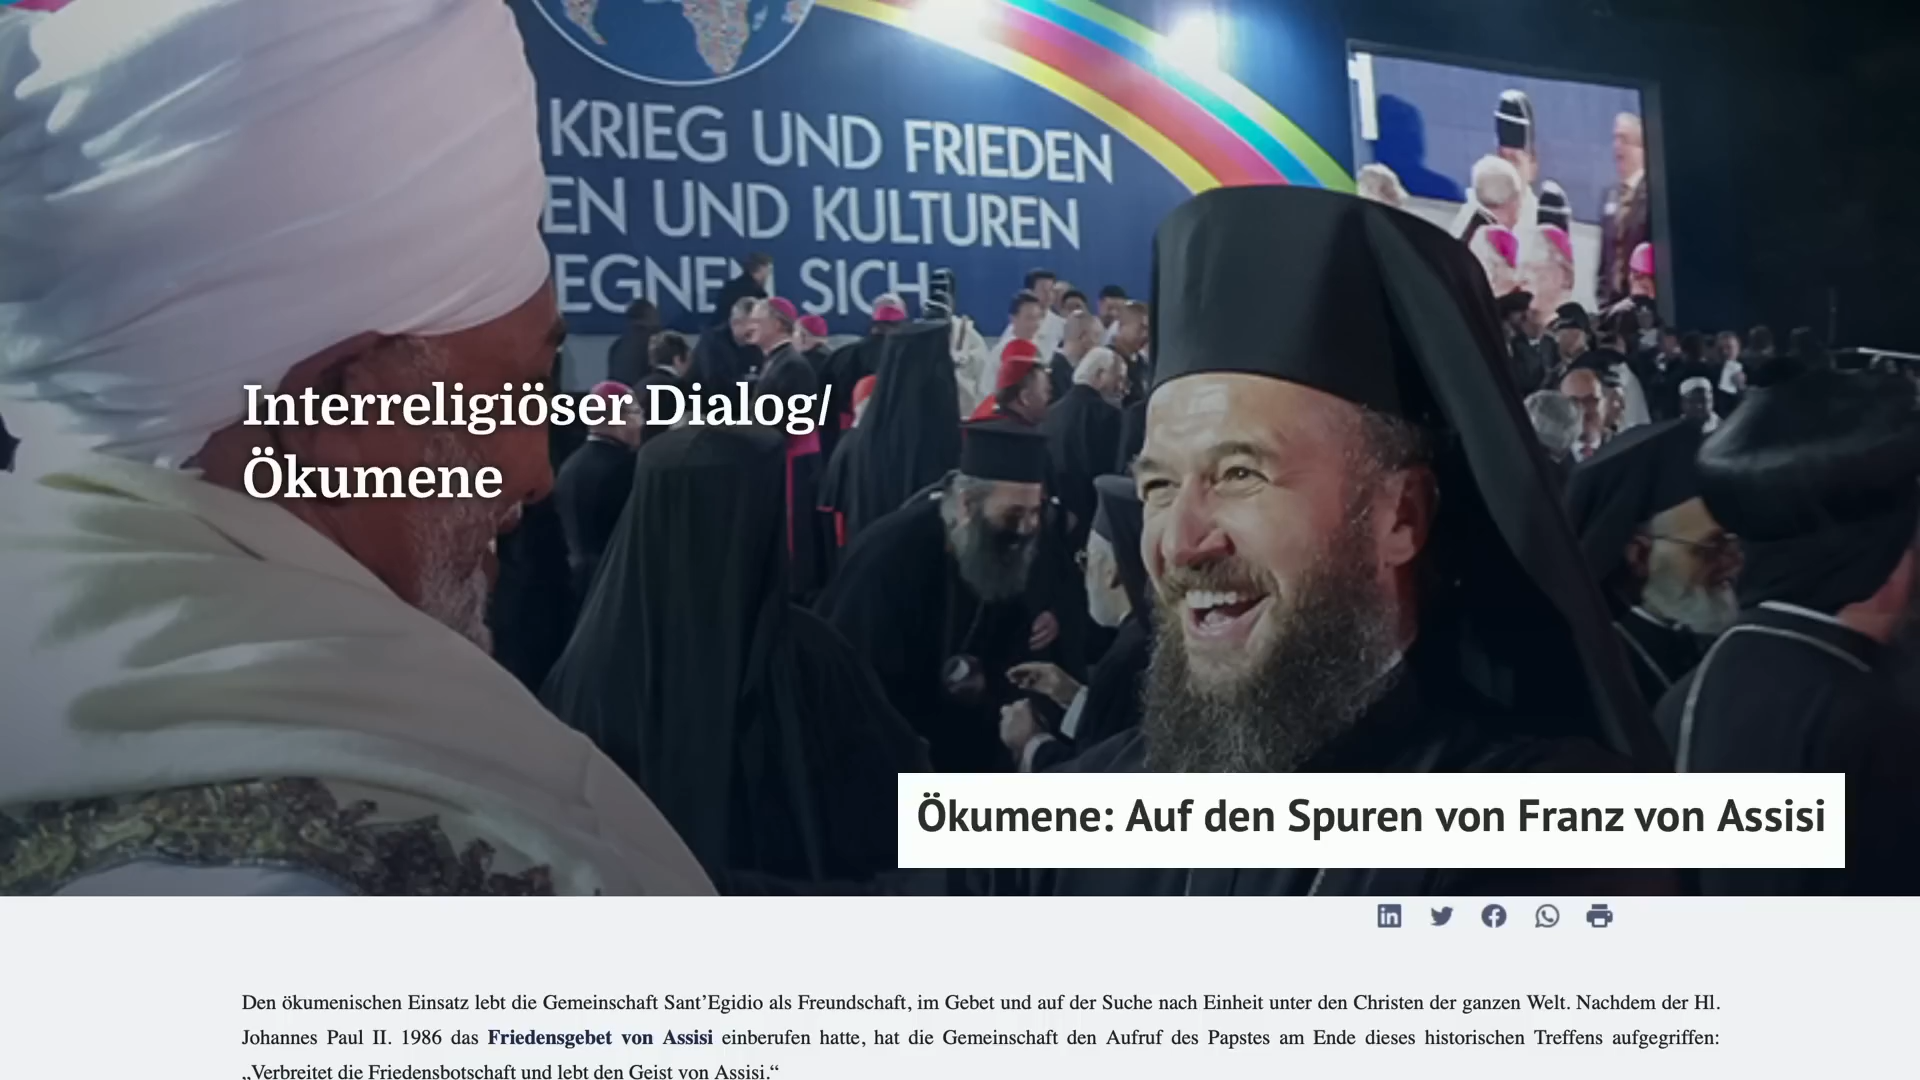 KRIEG UND FRIEDEN
EN UND KULTUREN
EGNEN SICH
Interreligiöser Dialog/
Ökumene
Ökumene: Auf den Spuren von Franz von Assisi
Den ökumenischen Einsatz lebt die Gemeinschaft Sant’Egidio als Freundschaft, im Gebet und auf der Suche nach Einheit unter den Christen der ganzen Welt. Nachdem der Hl.
Johannes Paul II. 1986 das Friedensgebet von Assisi einberufen hatte, hat die Gemeinschaft den Aufruf des Papstes am Ende dieses historischen Treffens aufgegriffen:
„Verbreitet die Friedensbotschaft und lebt den Geist von Assisi.“